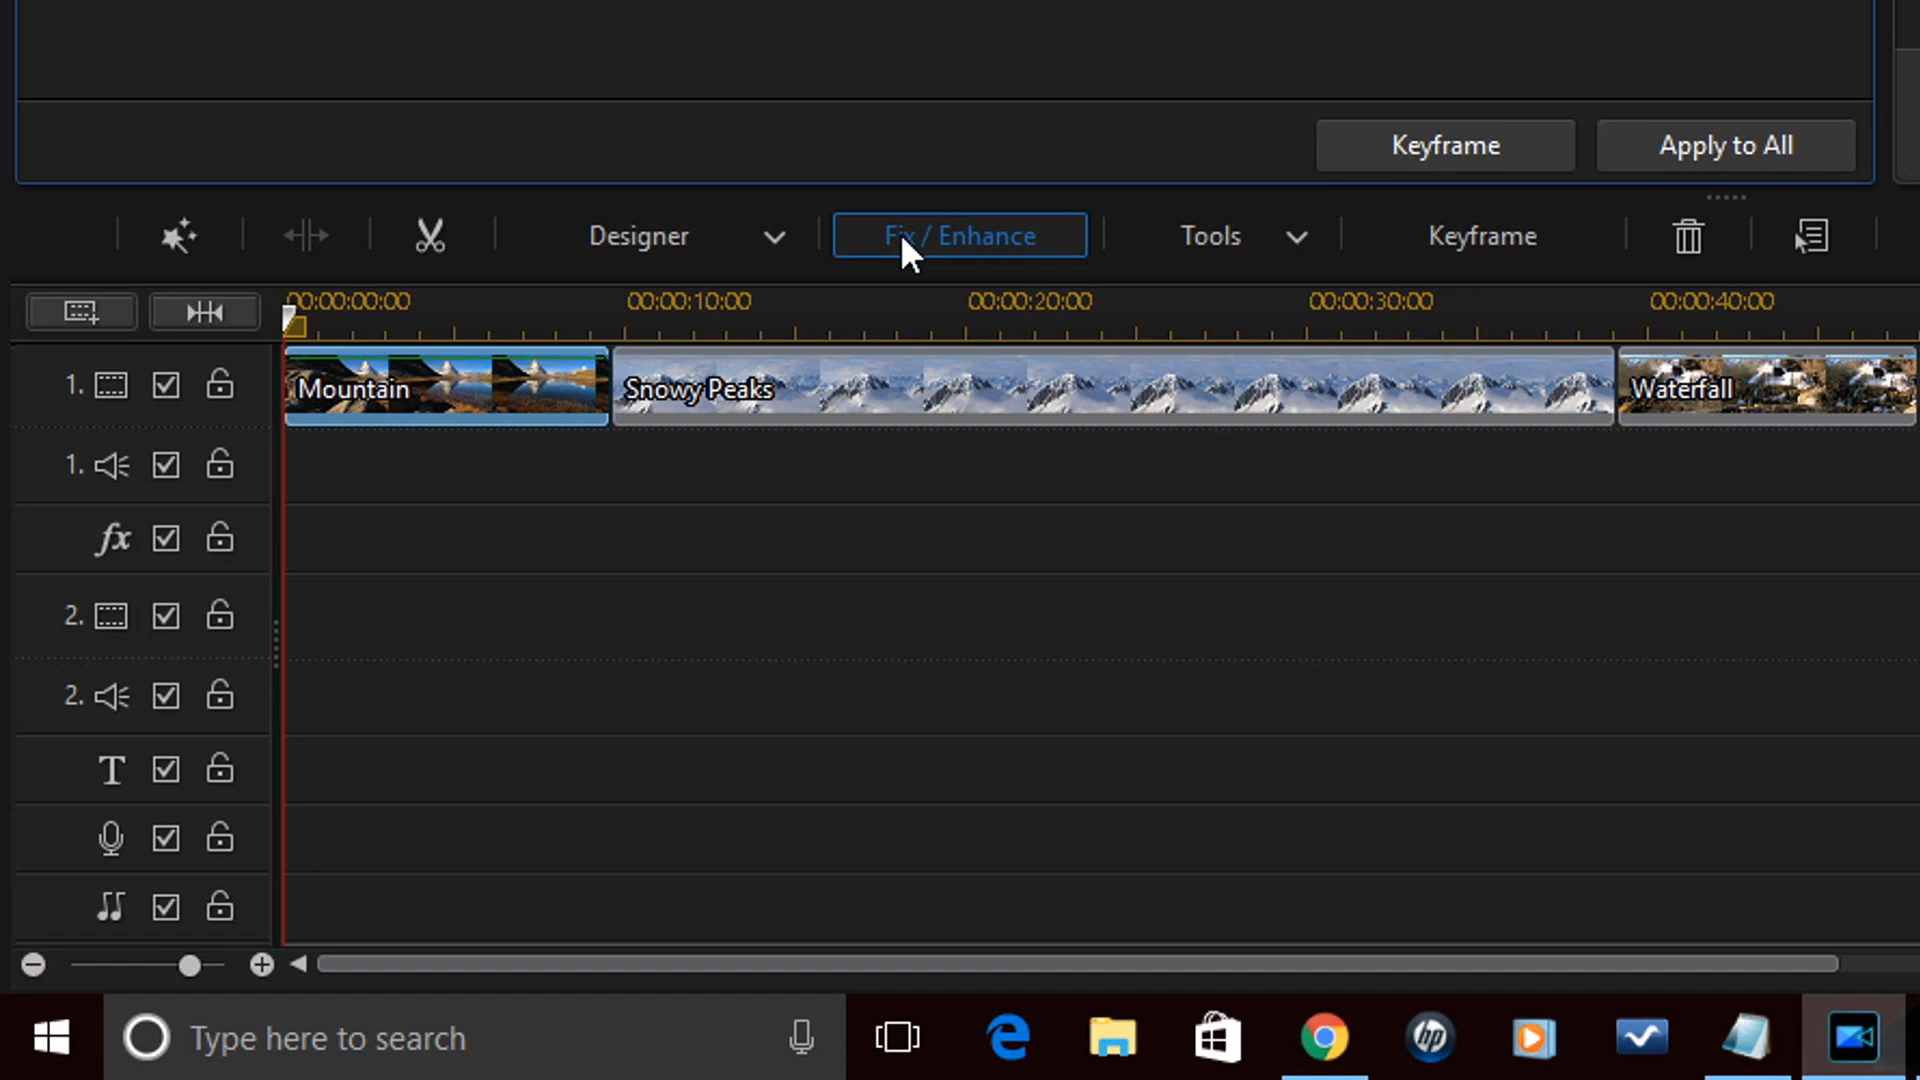 Keyframe Apply to All
Designer Fix / Enhance Tools Keyframe
00:00:00:00 00:00:10:00 00:00:20:00 00:00:30:00 00:00:40:00
1. Mountain Snowy Peaks Waterfall
1.
fx
2.
2.
T
Type here to search
hp